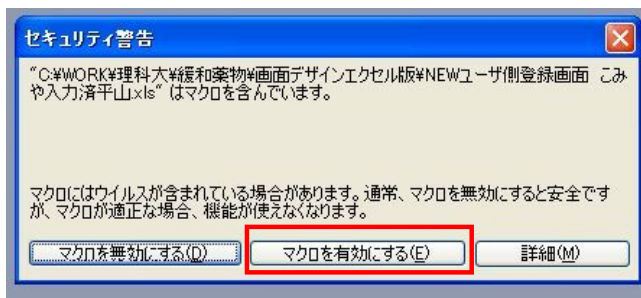 セキュリティ警告
"C:¥WORK¥理科大¥緩和薬物¥画面デザインエクセル版¥NEWユーザ側登録画面 こみ
や入力済平山.xls" はマクロを含んでいます。
マクロにはウイルスが含まれている場合があります。通常、マクロを無効にすると安全です
が、マクロが適正な場合、機能が使えなくなります。
マクロを無効にする(D) マクロを有効にする(E) 詳細(M)